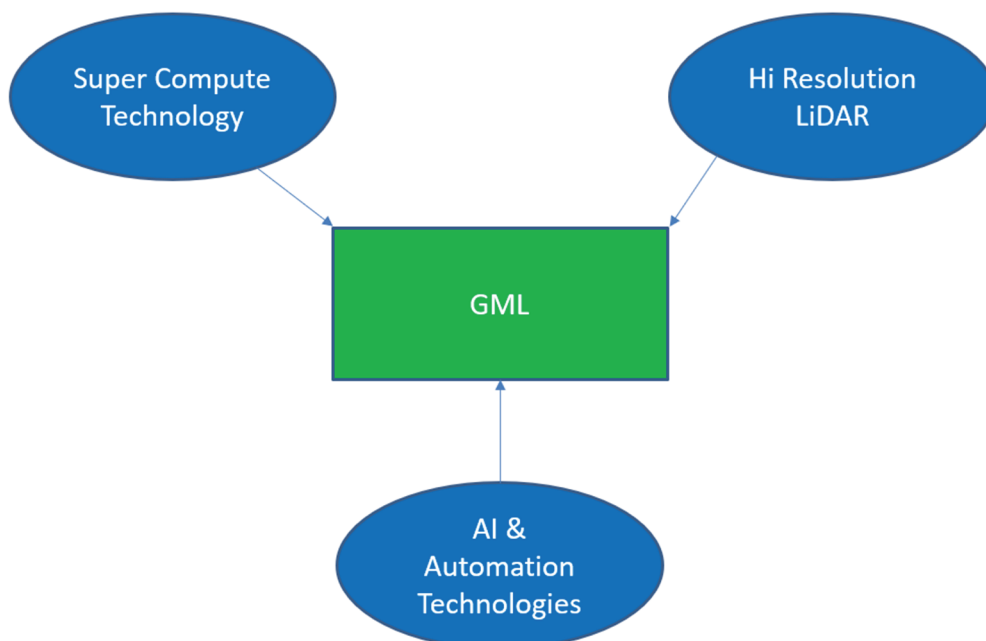 Super Compute
Technology
Hi Resolution
LiDAR
GML
AI &
Automation
Technologies